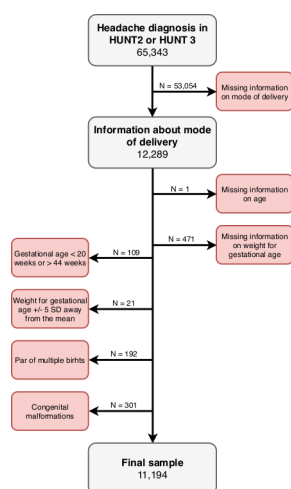 Headache diagnosis in
HUNT2 or HUNT 3
65,343
N = 53,054
Missing information
on mode of delivery
Information about mode
of delivery
12,289
N = 1
Missing information
on age
N = 471
Missing information
on weight for
gestational age
Gestational age < 20
weeks or > 44 weeks
N = 109
Weight for gestational
age +/- 5 SD away
from the mean
N = 21
Par of multiple birhts
N = 192
Congenital
malformations
N = 301
Final sample
11,194